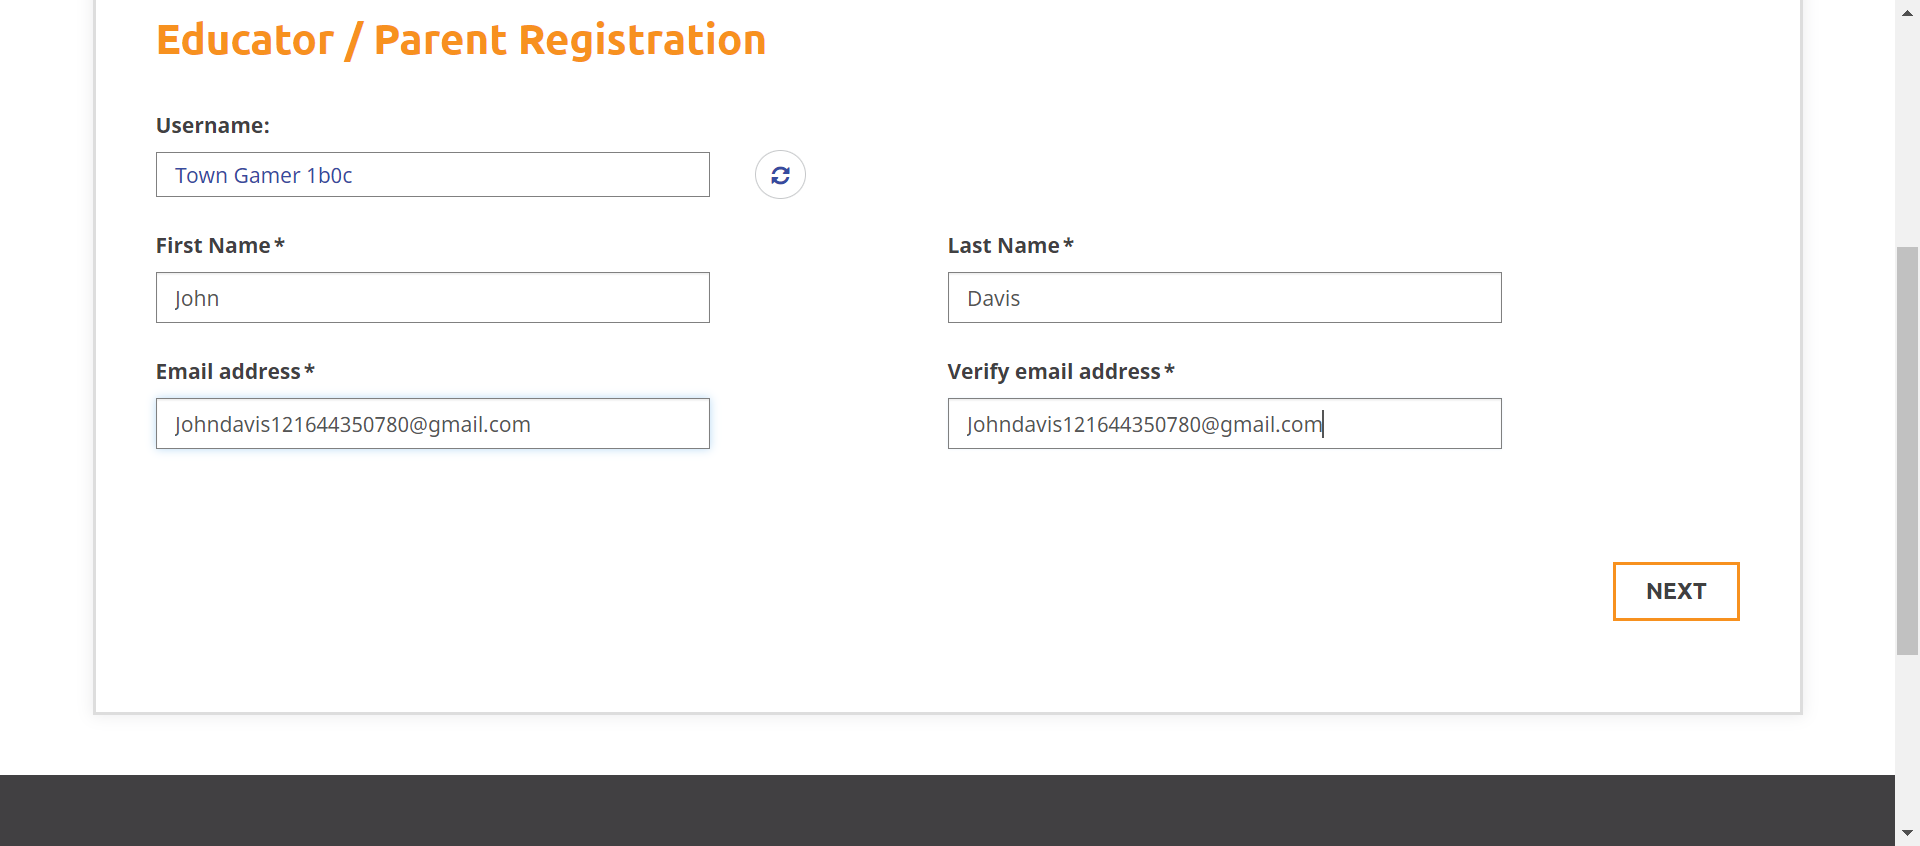 Educator / Parent Registration
Username:
Town Gamer 1b0c
First Name*
Last Name*
John
Davis
Email address*
Verify email address*
Johndavis121644350780@gmail.com
Johndavis121644350780@gmail.com
NEXT